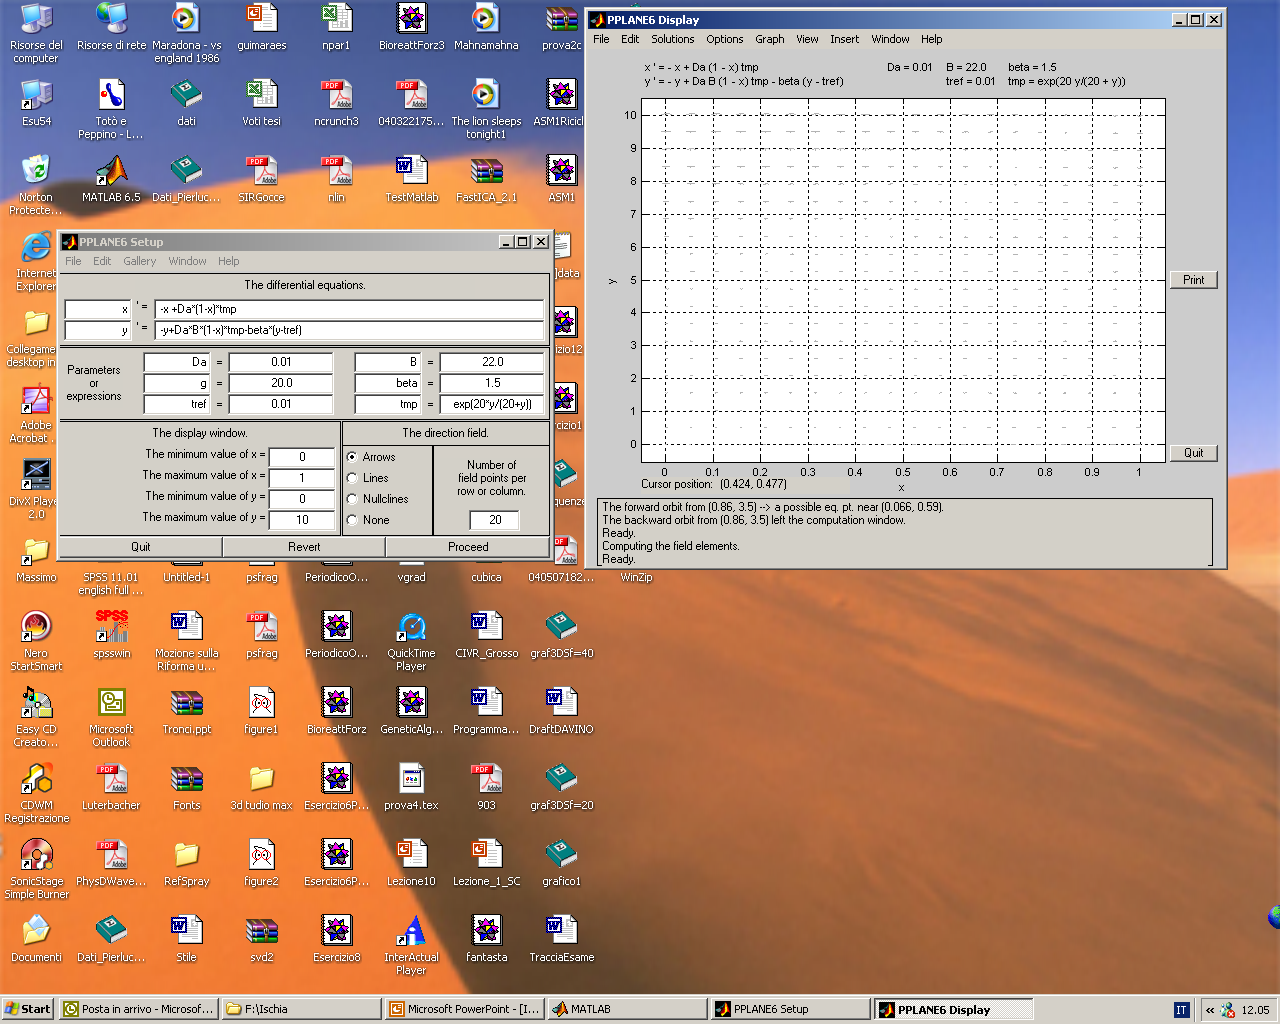 Risorse del computer
Risorse di rete
Maradona - vs england 1986
guimaraes
npar1
BioreattForz3
Mahnamahna
prova2c
Esu54
Totò e Peppino - L...
dati
Voti tesi
ncrunch3
040322175...
The lion sleeps tonight1
ASM1Ricicl
Norton Protecte...
MATLAB 6.5
Dati_Pierluc...
SIRGocce
nlin
TestMatlab
FastICA_2.1
ASM1
Internet Explorer
]data
Collegame desktop in
izio12
Adobe Acrobat .
cizio1
DivX Playe 2.0
quenze
Massimo
SPSS 11.01 english full ...
Untitled-1
psfrag
PeriodicoO...
vgrad
cubica
040507182...
WinZip
Nero StartSmart
spsswin
Mozione sulla Riforma u...
psfrag
PeriodicoO...
QuickTime Player
CIVR_Grosso
graf3DSf=40
Easy CD Creato...
Microsoft Outlook
Tronci.ppt
figure1
BioreattForz
GeneticAlg...
Programma...
DraftDAVINO
CDWM Registrazione
Luterbacher
Fonts
3d tudio max
Esercizio6P...
prova4.tex
903
graf3DSf=20
SonicStage Simple Burner
PhysDWave...
RefSpray
figure2
Esercizio6P...
Lezione10
Lezione_1_SC
grafico1
Documenti
Dati_Pierluc...
Stile
svd2
Esercizio8
InterActual Player
fantasta
TracciaEsame
PPLANE6 Setup
File Edit Gallery Window Help
The differential equations.
x ' = -x +Da*(1-x)*tmp
y ' = -y+Da*B*(1-x)*tmp-beta*(y-tref)
Parameters or expressions
Da = 0.01 B = 22.0
g = 20.0 beta = 1.5
tref = 0.01 tmp = exp(20*y/(20+y))
The display window.
The minimum value of x = 0
The maximum value of x = 1
The minimum value of y = 0
The maximum value of y = 10
The direction field.
Arrows
Lines
Nullclines
None
Number of field points per row or column.
20
Quit Revert Proceed
PPLANE6 Display
File Edit Solutions Options Graph View Insert Window Help
x ' = - x + Da (1 - x) tmp Da = 0.01 B = 22.0 beta = 1.5
y ' = - y + Da B (1 - x) tmp - beta (y - tref) tref = 0.01 tmp = exp(20 y/(20 + y))
10
9
8
7
6
5
4
3
2
1
0
y
0 0.1 0.2 0.3 0.4 0.5 0.6 0.7 0.8 0.9 1
x
Print
Quit
Cursor position: (0.424, 0.477)
The forward orbit from (0.86, 3.5) --> a possible eq. pt. near (0.066, 0.59).
The backward orbit from (0.86, 3.5) left the computation window.
Ready.
Computing the field elements.
Ready.
Start
Posta in arrivo - Microsof...
F:\Ischia
Microsoft PowerPoint - [I...
MATLAB
PPLANE6 Setup
PPLANE6 Display
IT
«
12.05